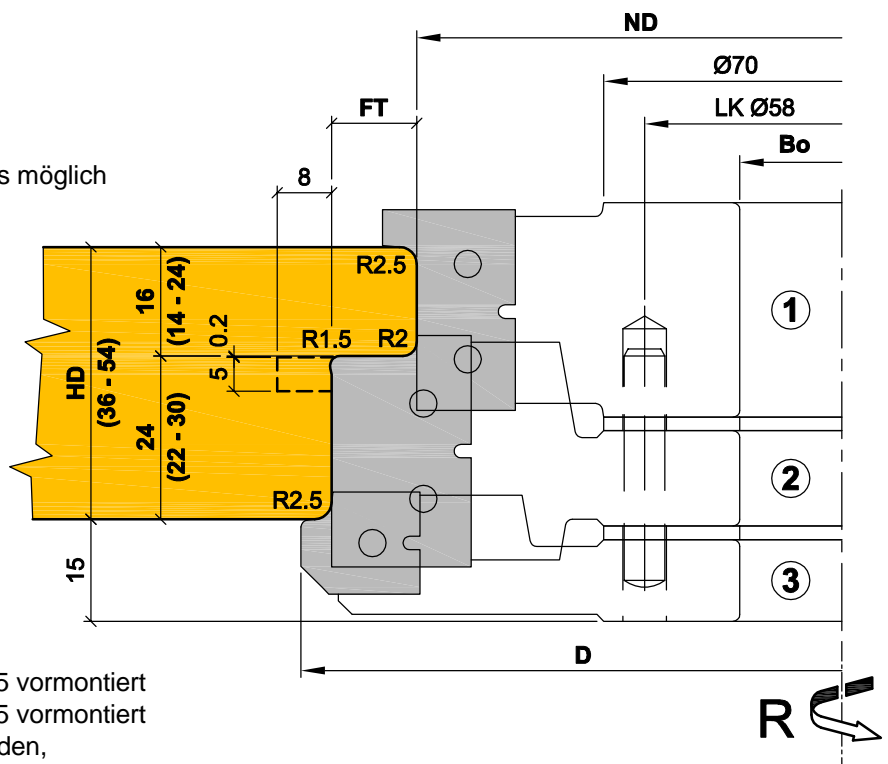 ND
Ø70
FT
LK Ø58
Bo
s möglich
8
R2.5
16
(14 - 24)
0.2
R1.5
R2
1
5
HD
(36 - 54)
24
(22 - 30)
2
R2.5
15
3
D
5 vormontiert
5 vormontiert
den,
R